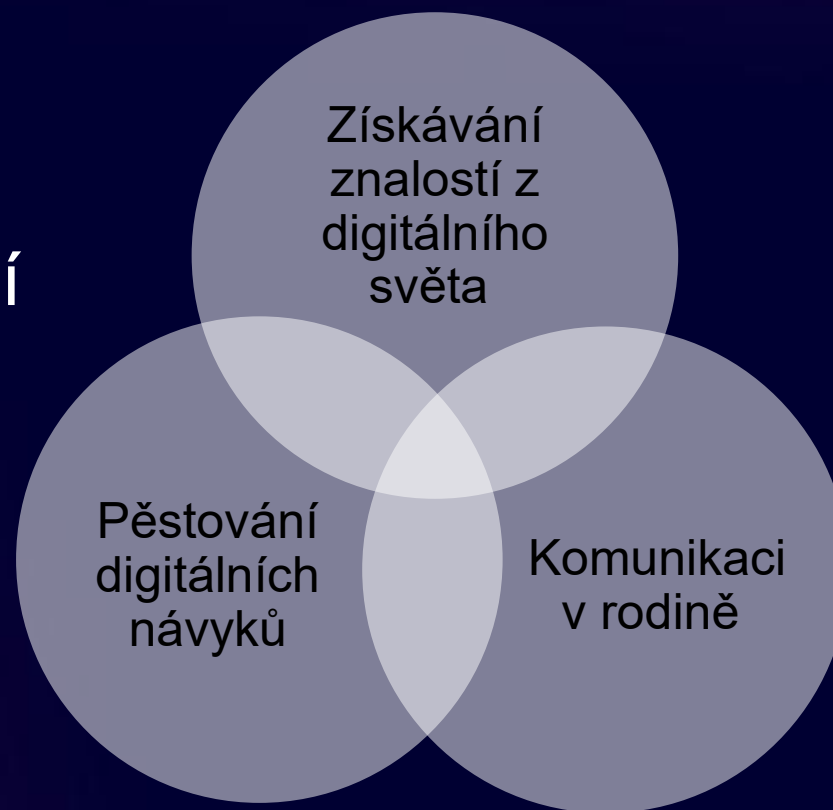 Získávání
znalostí z
digitálního
světa
í
Pěstování
digitálních
návyků
Komunikaci
v rodině